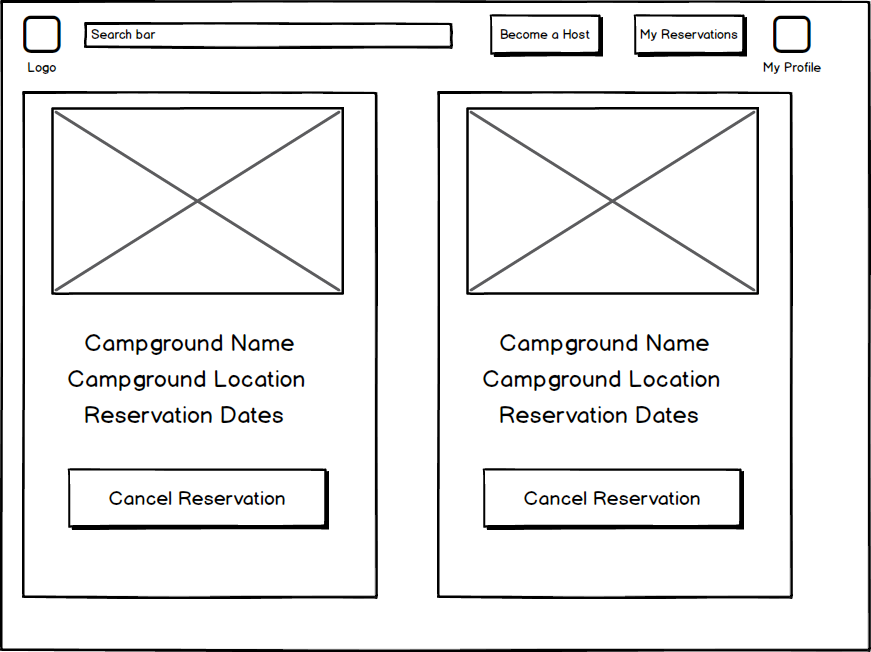 Search bar
Become a Host
My Reservations
Logo
My Profile
Campground Name
Campground Location
Reservation Dates
Cancel Reservation
Campground Name
Campground Location
Reservation Dates
Cancel Reservation